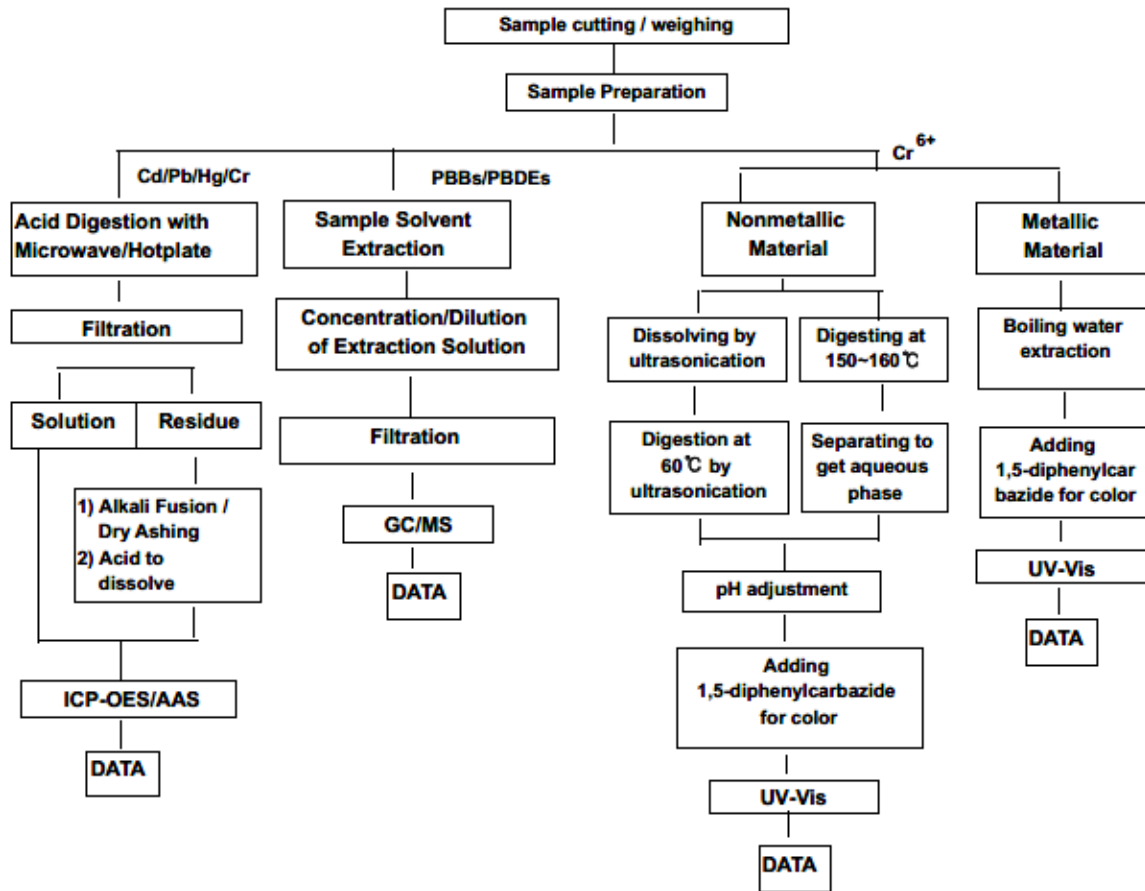 Sample cutting / weighing
Sample Preparation
Cr6+
Cd/Pb/Hg/Cr
PBBs/PBDEs
Acid Digestion with
Microwave/Hotplate
Filtration
Solution
Residue
1) Alkali Fusion /
Dry Ashing
2) Acid to
dissolve
ICP-OES/AAS
DATA
Sample Solvent
Extraction
Concentration/Dilution
of Extraction Solution
Filtration
GC/MS
DATA
Nonmetallic
Material
Dissolving by
ultrasonication
Digestion at
60℃ by
ultrasonication
Digesting at
150~160℃
Separating to
get aqueous
phase
pH adjustment
Adding
1,5-diphenylcarbazide
for color
UV-Vis
DATA
Metallic
Material
Boiling water
extraction
Adding
1,5-diphenylcar
bazide for color
UV-Vis
DATA